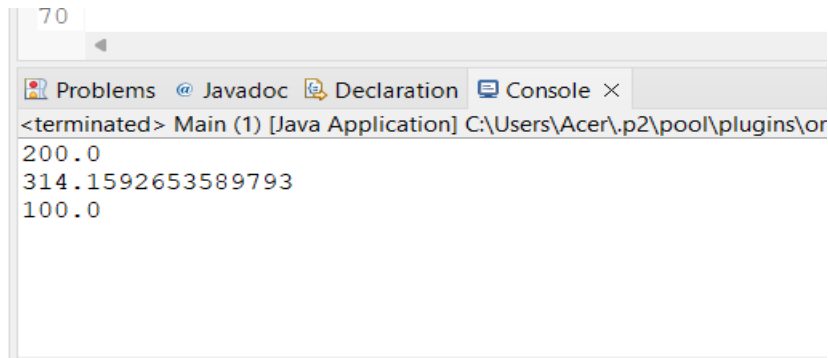 70
Problems @ Javadoc Declaration Console
<terminated> Main (1) [Java Application] C:\Users\Acer\.p2\pool\plugins\or
200.0
314.1592653589793
100.0